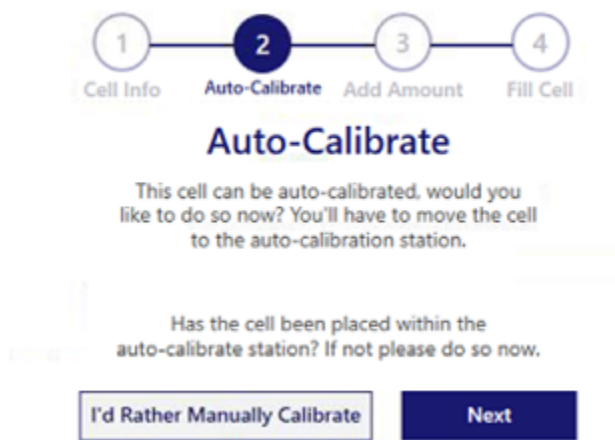 1 2 3 4
Cell Info Auto-Calibrate Add Amount Fill Cell
Auto-Calibrate
This cell can be auto-calibrated, would you
like to do so now? You'll have to move the cell
to the auto-calibration station.
Has the cell been placed within the
auto-calibrate station? If not please do so now.
I'd Rather Manually Calibrate Next